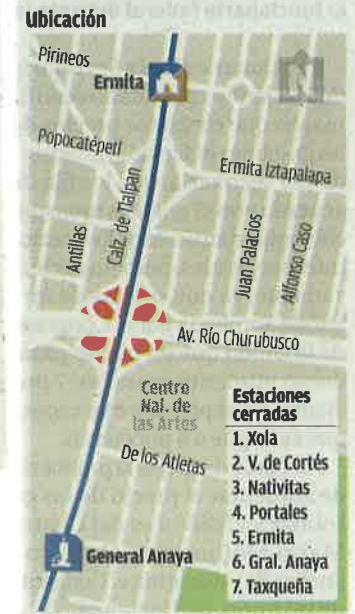 Ubicación
Pirineos
N
Ermita
Popocatépetl
Ermita Iztapalapa
Calz. de Tlalpan
Antillas
Juan Palacios
Alfonso Caso
Av. Río Churubusco
Centro
Nal. de
las Artes
De los Atletas
General Anaya
Estaciones
cerradas
1. Xola
2. V. de Cortés
3. Nativitas
4. Portales
5. Ermita
6. Gral. Anaya
7. Taxqueña